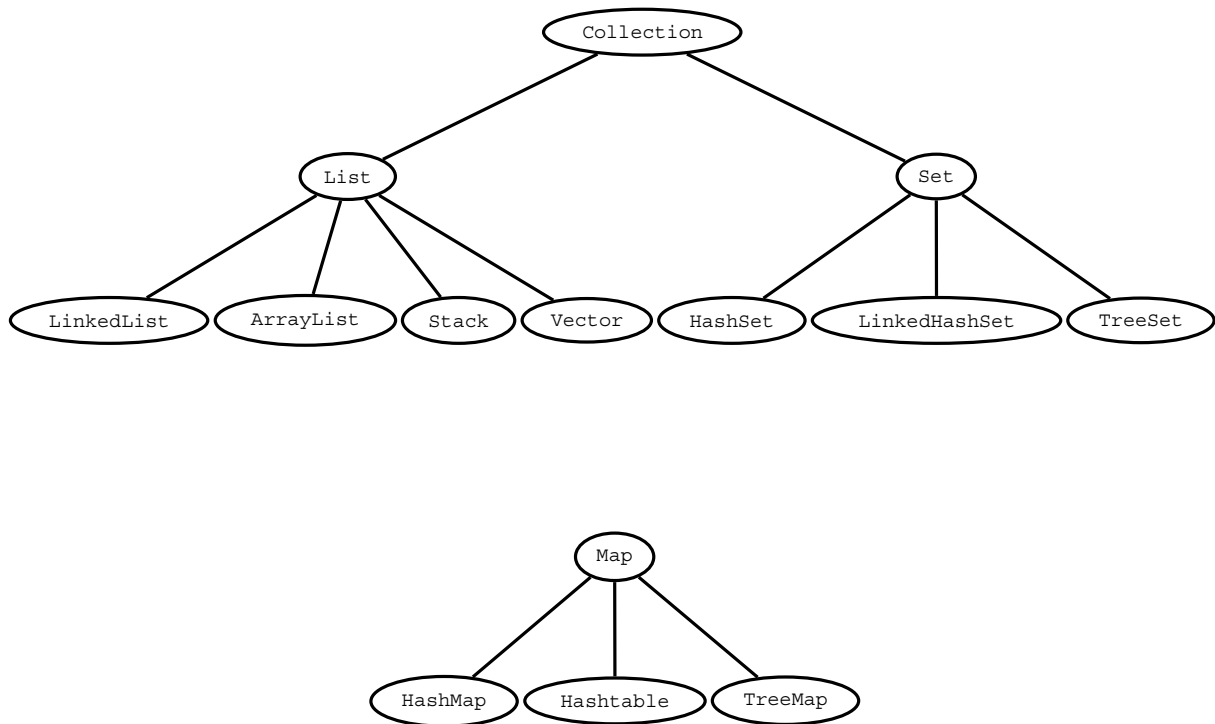 Collection
List
Set
LinkedList
ArrayList
Stack
Vector
HashSet
LinkedHashSet
TreeSet
Map
HashMap
Hashtable
TreeMap